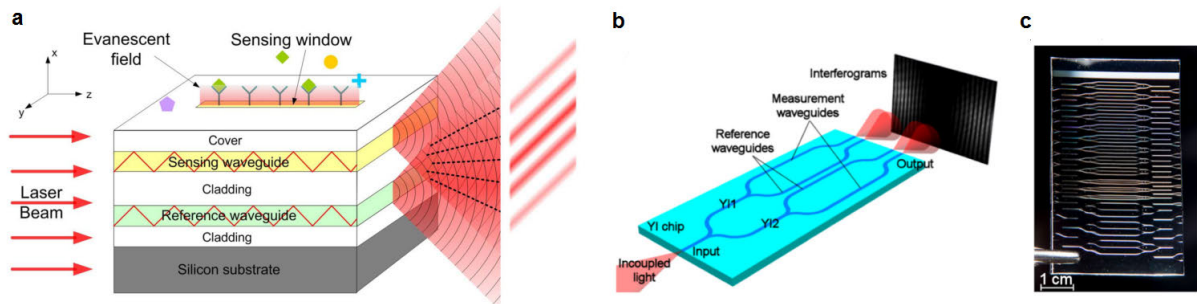 a
Evanescent
field
Sensing window
x
y
z
Cover
Sensing waveguide
Cladding
Laser
Beam
Reference waveguide
Cladding
Silicon substrate
b
Interferograms
Measurement
waveguides
Reference
waveguides
Output
YI1
YI2
YI chip
Input
Incoupled
light
c
1 cm